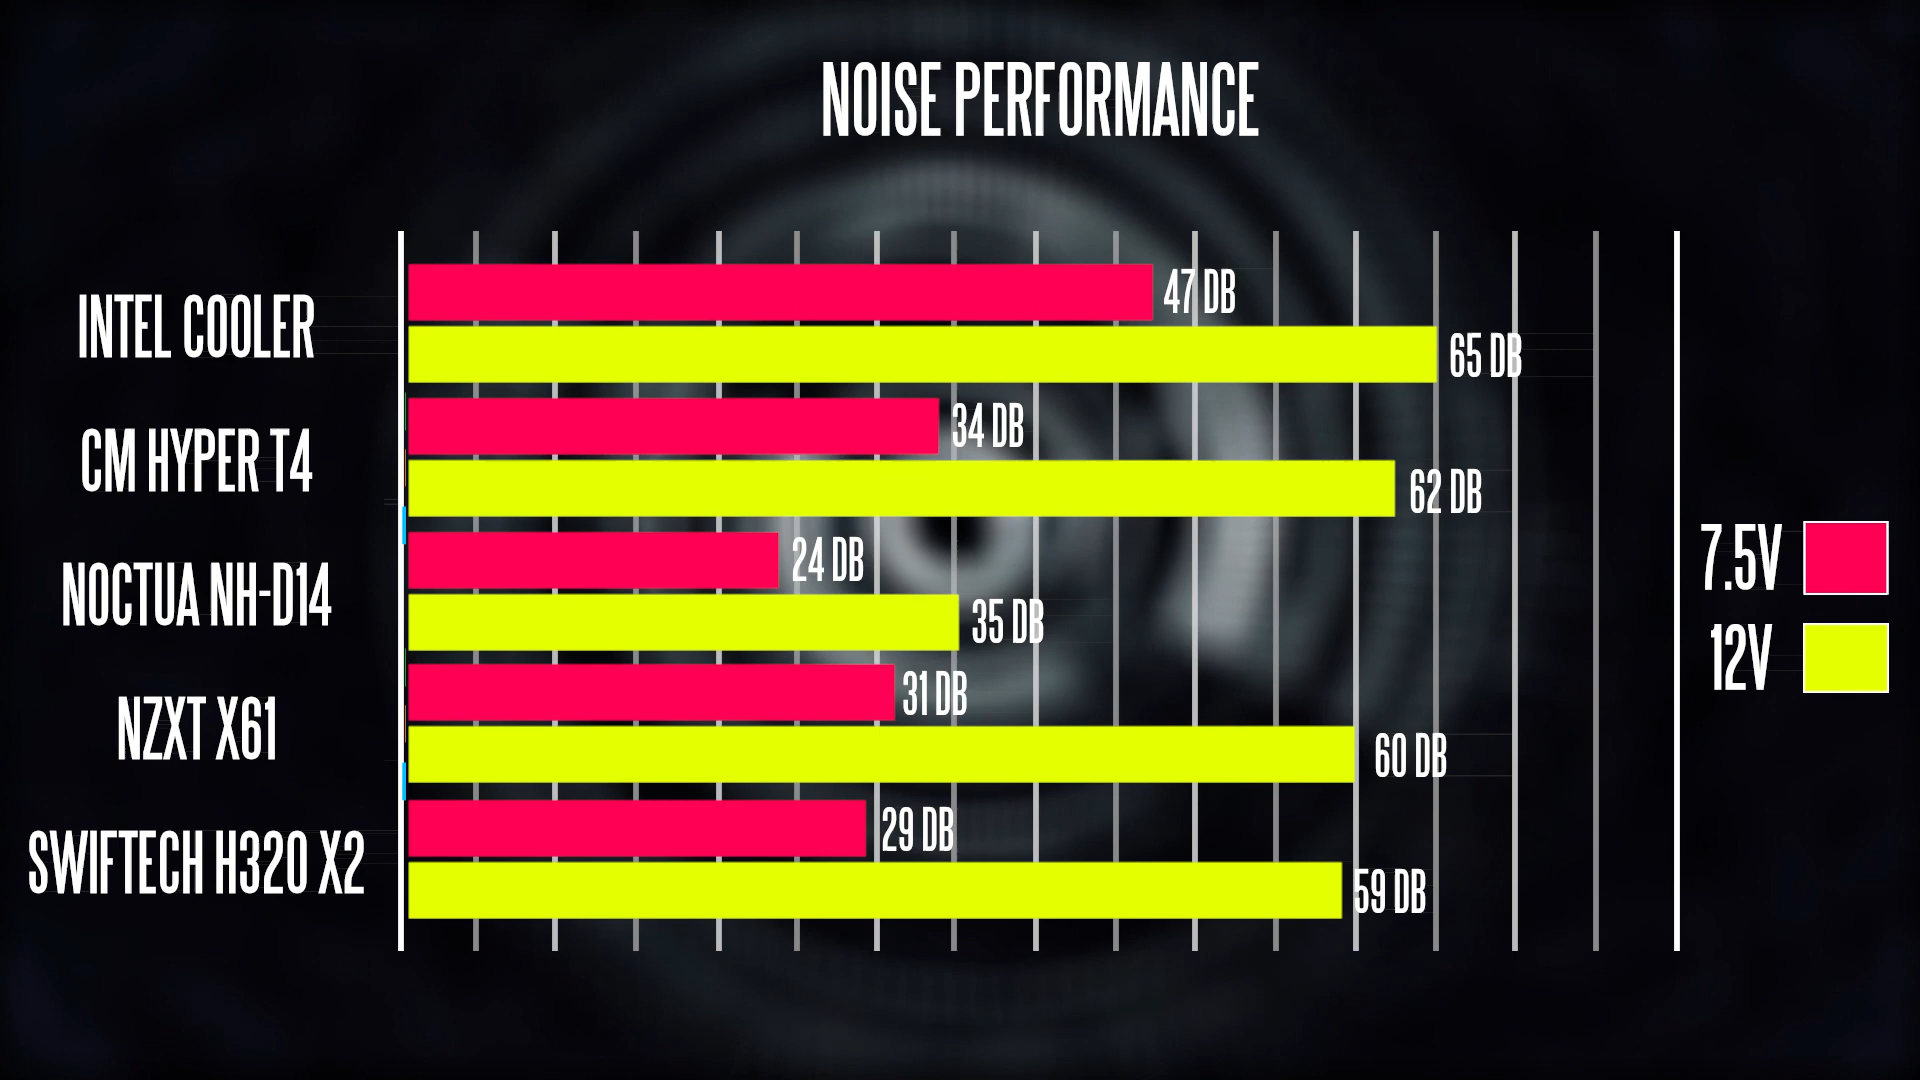 NOISE PERFORMANCE
INTEL COOLER
47 DB
65 DB
CM HYPER T4
34 DB
62 DB
NOCTUA NH-D14
24 DB
35 DB
NZXT X61
31 DB
60 DB
SWIFTECH H320 X2
29 DB
59 DB
7.5V
12V